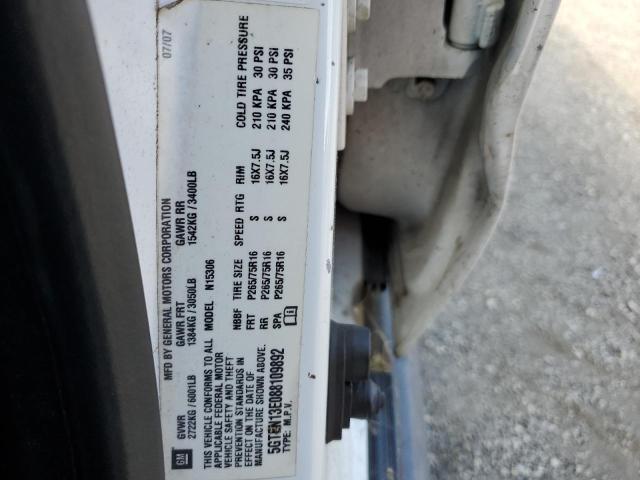 MFD BY GENERAL MOTORS CORPORATION 07/07
GM GVWR GAWR FRT GAWR RR
2722KG / 6001LB 1384KG / 3050LB 1542KG / 3400LB
THIS VEHICLE CONFORMS TO ALL MODEL N15306
APPLICABLE FEDERAL MOTOR
VEHICLE SAFETY AND THEFT
PREVENTION STANDARDS IN
EFFECT ON THE DATE OF
MANUFACTURE SHOWN ABOVE.
5GTEN13E088109892
TYPE: M.P.V.
NBBF TIRE SIZE SPEED RTG RIM COLD TIRE PRESSURE
FRT P265/75R16 S 16X7.5J 210 KPA 30 PSI
RR P265/75R16 S 16X7.5J 210 KPA 30 PSI
SPA P265/75R16 S 16X7.5J 240 KPA 35 PSI